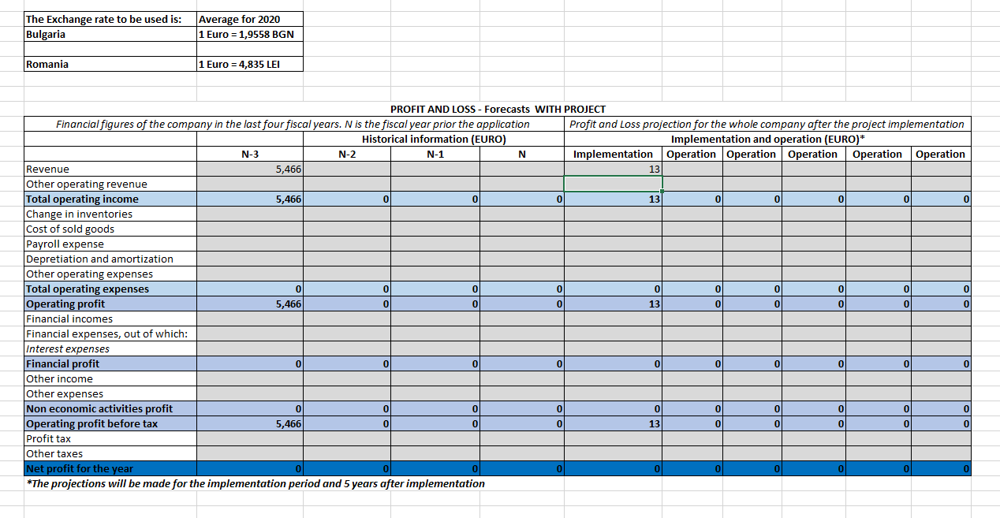 The Exchange rate to be used is: Average for 2020
Bulgaria 1 Euro = 1,9558 BGN
Romania 1 Euro = 4,835 LEI
PROFIT AND LOSS - Forecasts WITH PROJECT
Financial figures of the company in the last four fiscal years. N is the fiscal year prior the application Profit and Loss projection for the whole company after the project implementation
Historical information (EURO) Implementation and operation (EURO)*
N-3 N-2 N-1 N Implementation Operation Operation Operation Operation Operation
Revenue 5,466 13
Other operating revenue
Total operating income 5,466 0 0 0 13 0 0 0 0 0
Change in inventories
Cost of sold goods
Payroll expense
Depretiation and amortization
Other operating expenses
Total operating expenses 0 0 0 0 0 0 0 0 0 0
Operating profit 5,466 0 0 0 13 0 0 0 0 0
Financial incomes
Financial expenses, out of which:
Interest expenses
Financial profit 0 0 0 0 0 0 0 0 0 0
Other income
Other expenses
Non economic activities profit 0 0 0 0 0 0 0 0 0 0
Operating profit before tax 5,466 0 0 0 13 0 0 0 0 0
Profit tax
Other taxes
Net profit for the year 0 0 0 0 0 0 0 0 0 0
*The projections will be made for the implementation period and 5 years after implementation